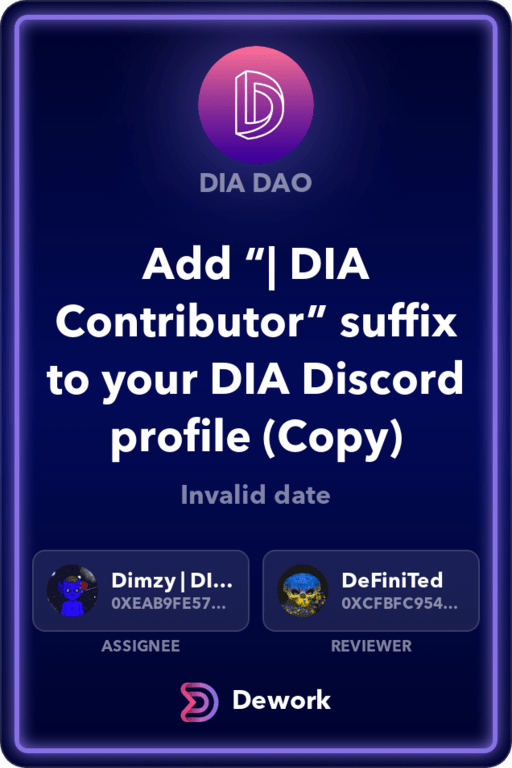 DIA DAO
Add “| DIA
Contributor” suffix
to your DIA Discord
profile (Copy)
Invalid date
Dimzy | DI...
0XEAB9FE57...
DeFiniTed
0XCFBFC954...
ASSIGNEE
REVIEWER
Dework